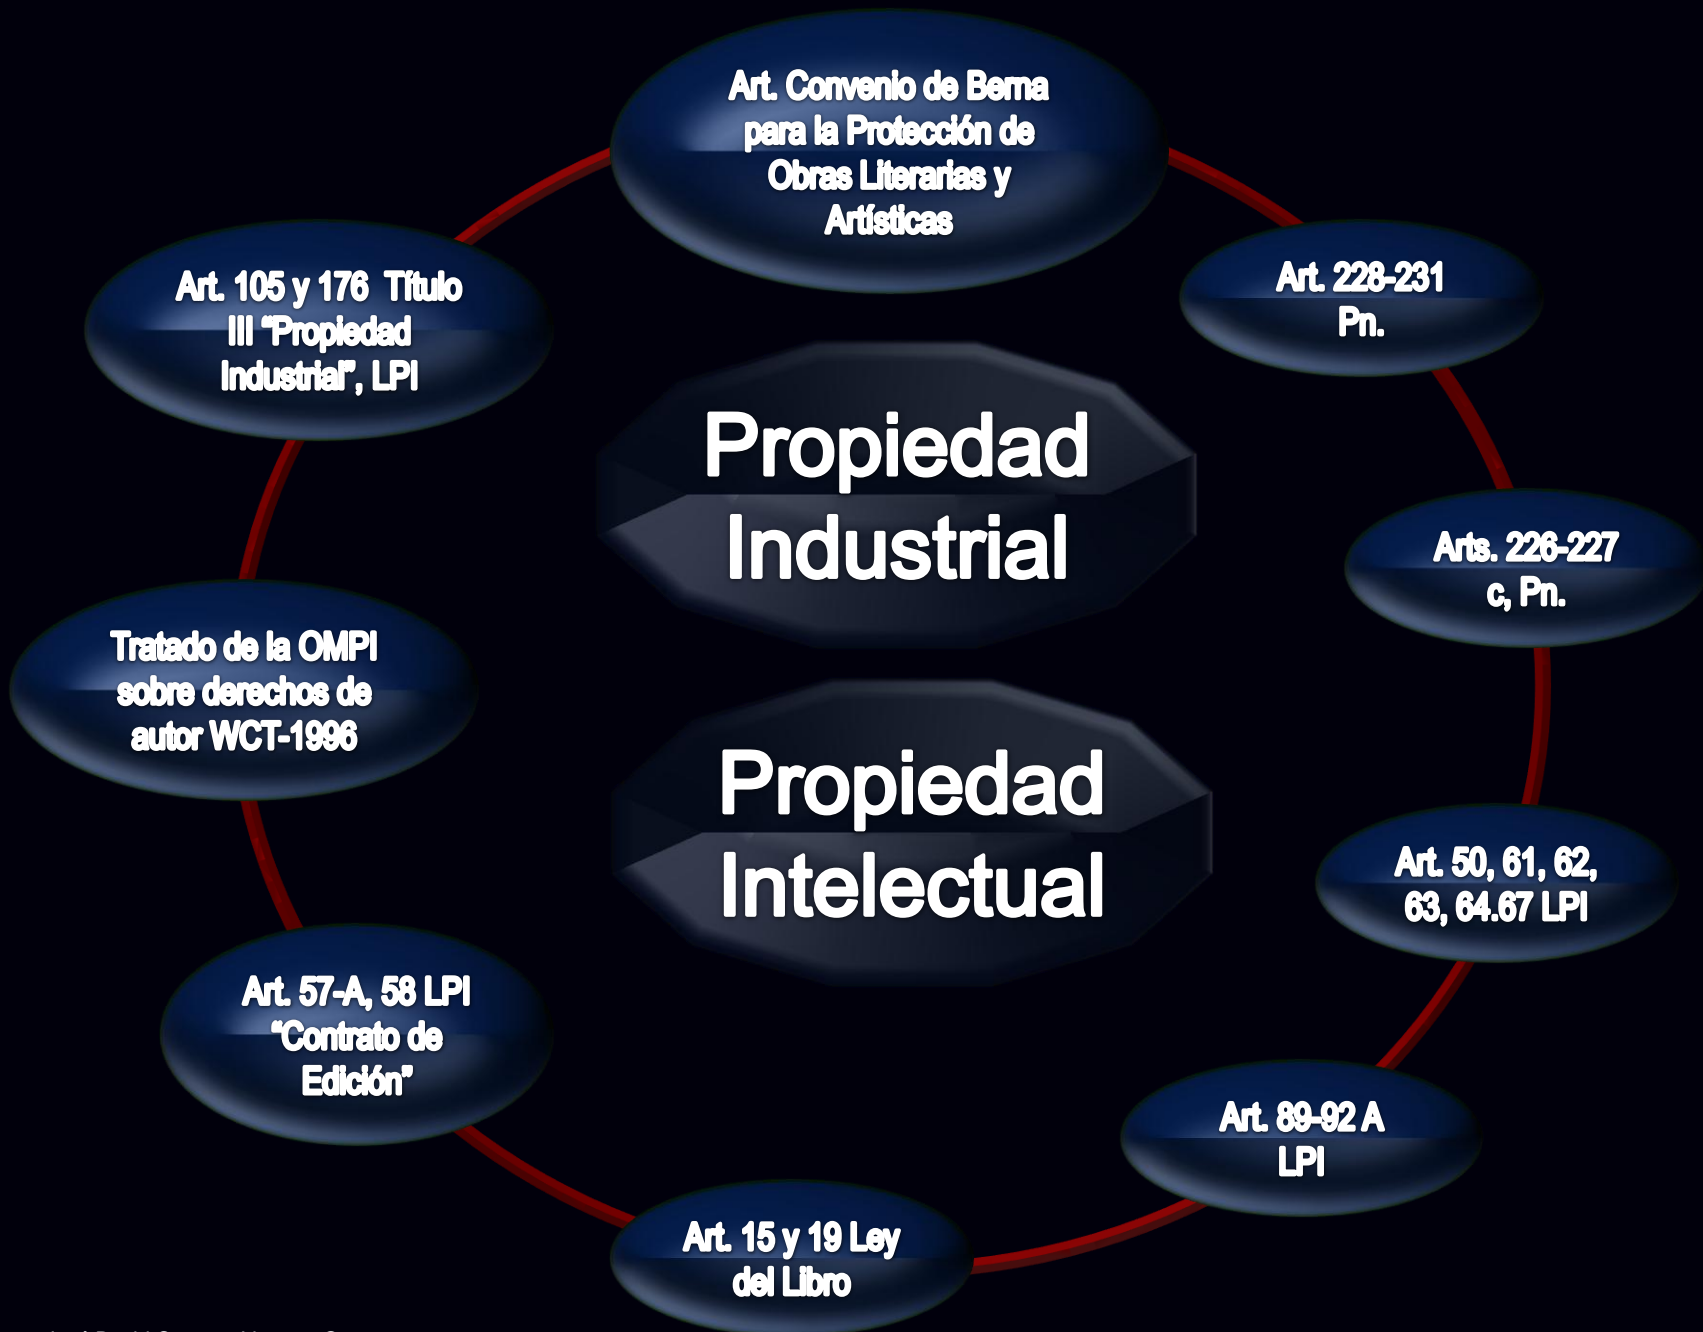 Art. Convenio de Berna
para la Protección de
Obras Literarias y
Artísticas
Art. 228-231
Pn.
Arts. 226-227
c, Pn.
Art. 50, 61, 62,
63, 64.67 LPI
Art. 89-92 A
LPI
Art. 15 y 19 Ley
del Libro
Art. 57-A, 58 LPI
“Contrato de
Edición”
Tratado de la OMPI
sobre derechos de
autor WCT-1996
Art. 105 y 176 Título
III “Propiedad
Industrial”, LPI
Propiedad
Industrial
Propiedad
Intelectual